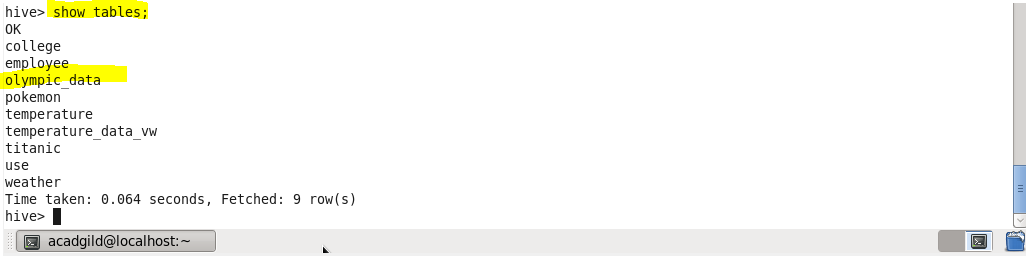 hive> show tables;
OK
college
employee
olympic_data
pokemon
temperature
temperature_data_vw
titanic
use
weather
Time taken: 0.064 seconds, Fetched: 9 row(s)
hive>
acadgild@localhost:~